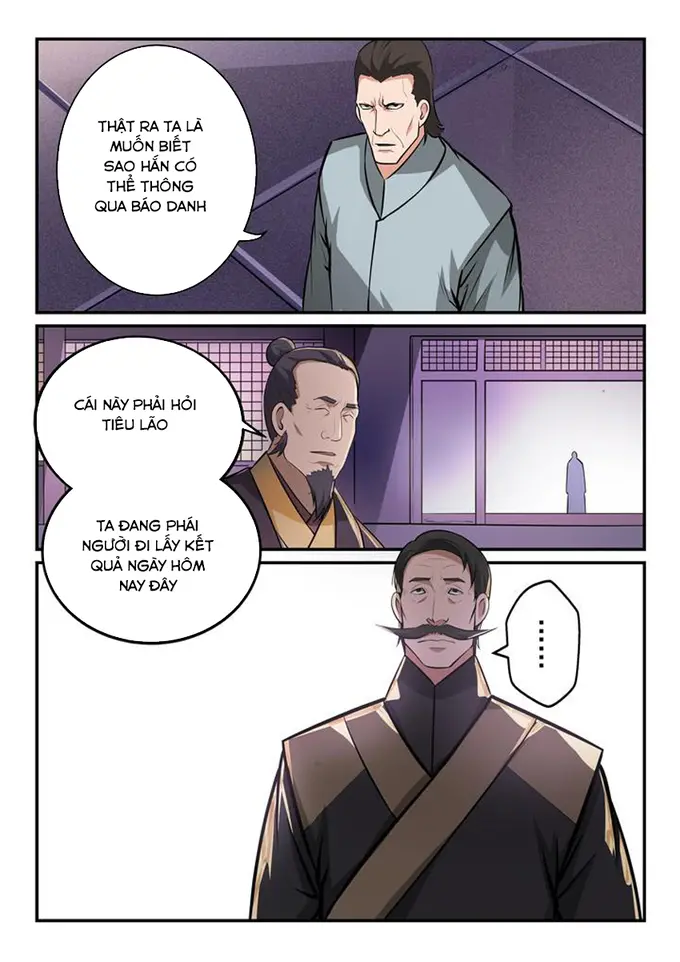 THẬT RA TA LÀ
MUỐN BIẾT
SAO HẮN CÓ
THỂ THÔNG
QUA BÁO DANH
CÁI NÀY PHẢI HỎI
TIÊU LÃO
TA ĐANG PHÁI
NGƯỜI ĐI LẤY KẾT
QUẢ NGÀY HÔM
NAY ĐÂY
......